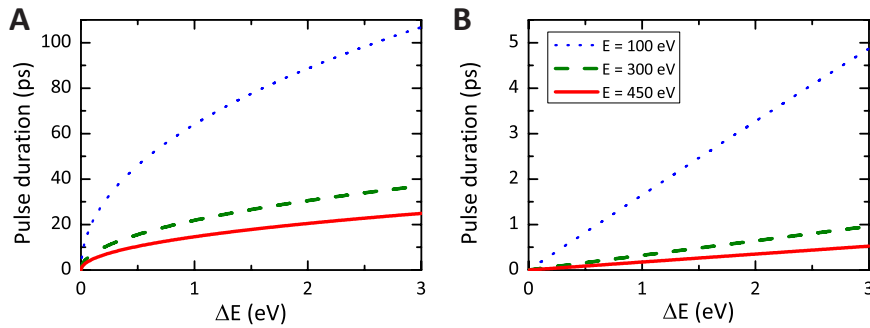 A
Pulse duration (ps)
100
80
60
40
20
0
0
1
2
3
ΔE (eV)
B
Pulse duration (ps)
5
4
3
2
1
0
E = 100 eV
E = 300 eV
E = 450 eV
0
1
2
3
ΔE (eV)